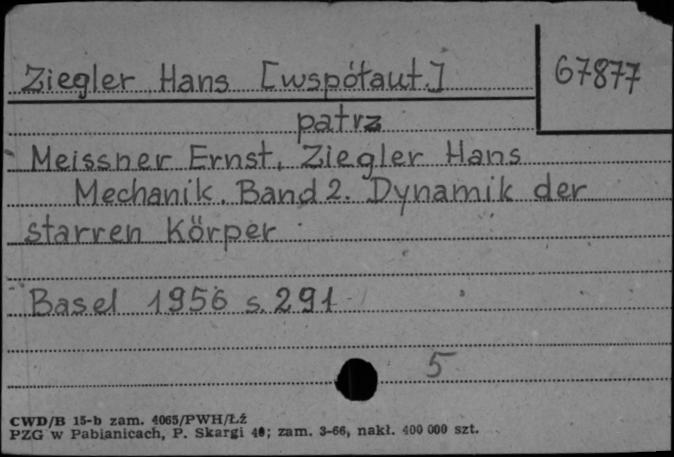 Ziegler Hans [współaut.]
67877
patrz
Meissner Ernst, Ziegler Hans
Mechanik. Band 2. Dynamik der
starren Körper
Basel 1956 s. 291
5
CWD/B 15-b zam. 4065/PWH/Łź
PZG w Pabianicach, P. Skargi 40; zam. 3-66, nakł. 400 000 szt.